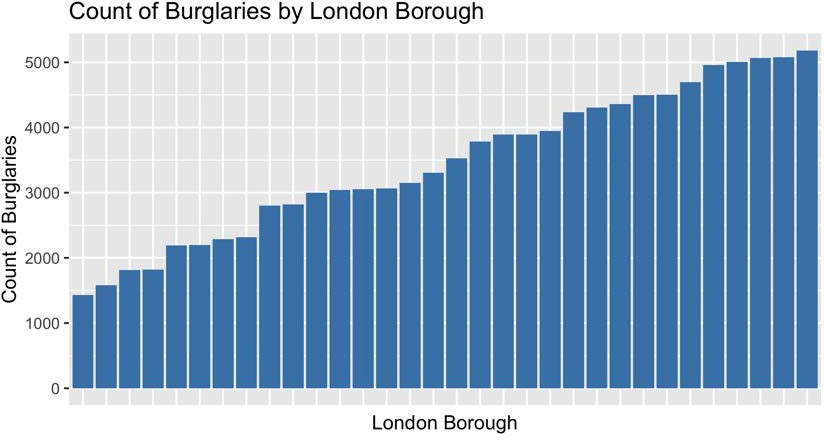 Count of Burglaries by London Borough
Count of Burglaries
5000
4000
3000
2000
1000
0
London Borough